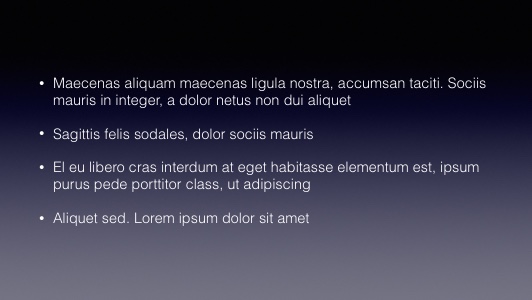 • Maecenas aliquam maecenas ligula nostra, accumsan taciti. Sociis
mauris in integer, a dolor netus non dui aliquet
• Sagittis felis sodales, dolor sociis mauris
• El eu libero cras interdum at eget habitasse elementum est, ipsum
purus pede porttitor class, ut adipiscing
• Aliquet sed. Lorem ipsum dolor sit amet